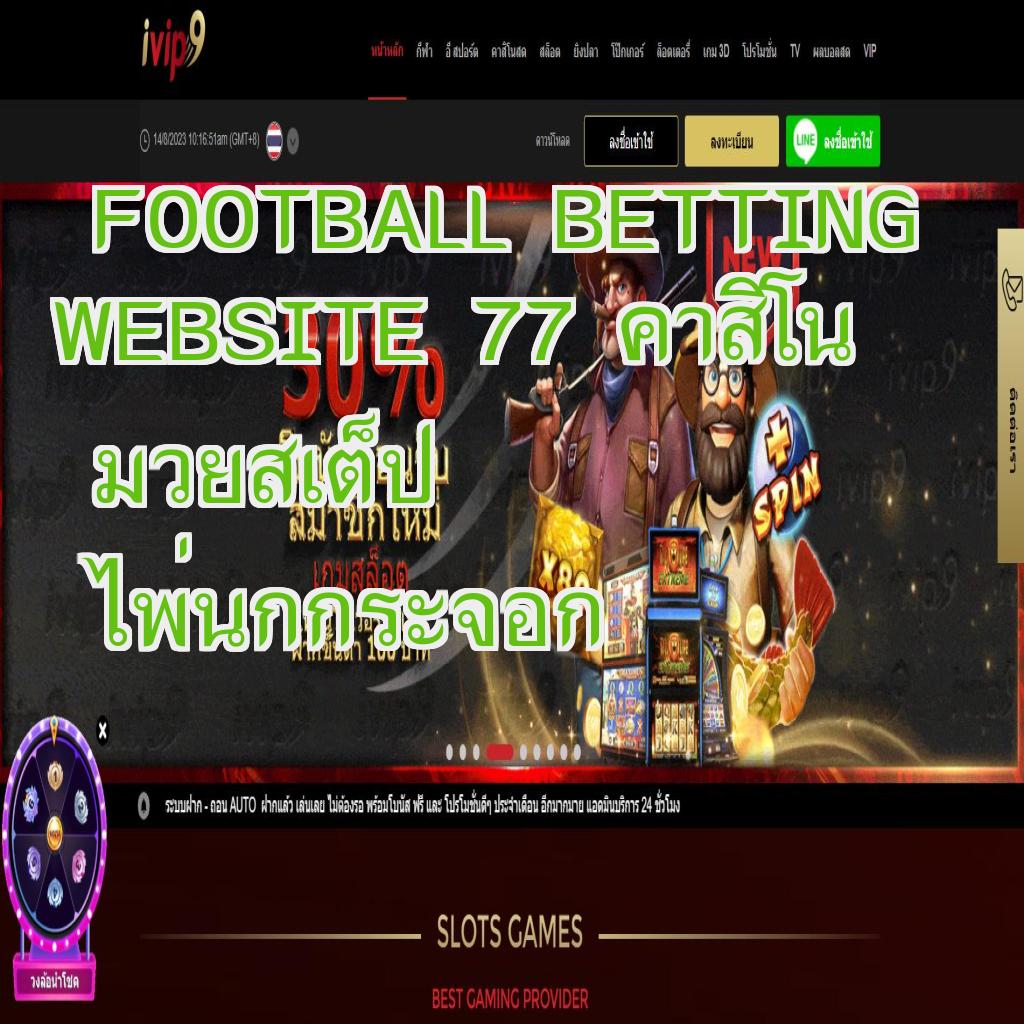 ivip9
หน้าหลัก กีฬา อีสปอร์ต คาสิโนสด สล็อต ยิงปลา โป๊กเกอร์ ล็อตเตอรี่ เกม 3D โปรโมชั่น TV ผลบอลสด VIP
14/8/2023 10:16:51am (GMT+8)
ดาวน์โหลด ลงชื่อเข้าใช้ ลงทะเบียน LINE ลงชื่อเข้าใช้
FOOTBALL BETTING
NEW
WEBSITE 77 คาสิโน
30%
มวยสเต็ป
สมาชิกใหม่
+ SPIN
ติดต่อเรา
เกมสล็อต
X80
EXTREME
ไพ่นกกระจอก
ฝากขั้นต่ำ 100 บาท
X
ระบบฝาก - ถอน AUTO ฝากแล้ว เล่นเลย ไม่ต้องรอ พร้อมโบนัส ฟรี และ โปรโมชั่นดีๆ ประจำเดือน อีกมากมาย แอดมินบริการ 24 ชั่วโมง
SLOTS GAMES
วงล้อนำโชค
BEST GAMING PROVIDER